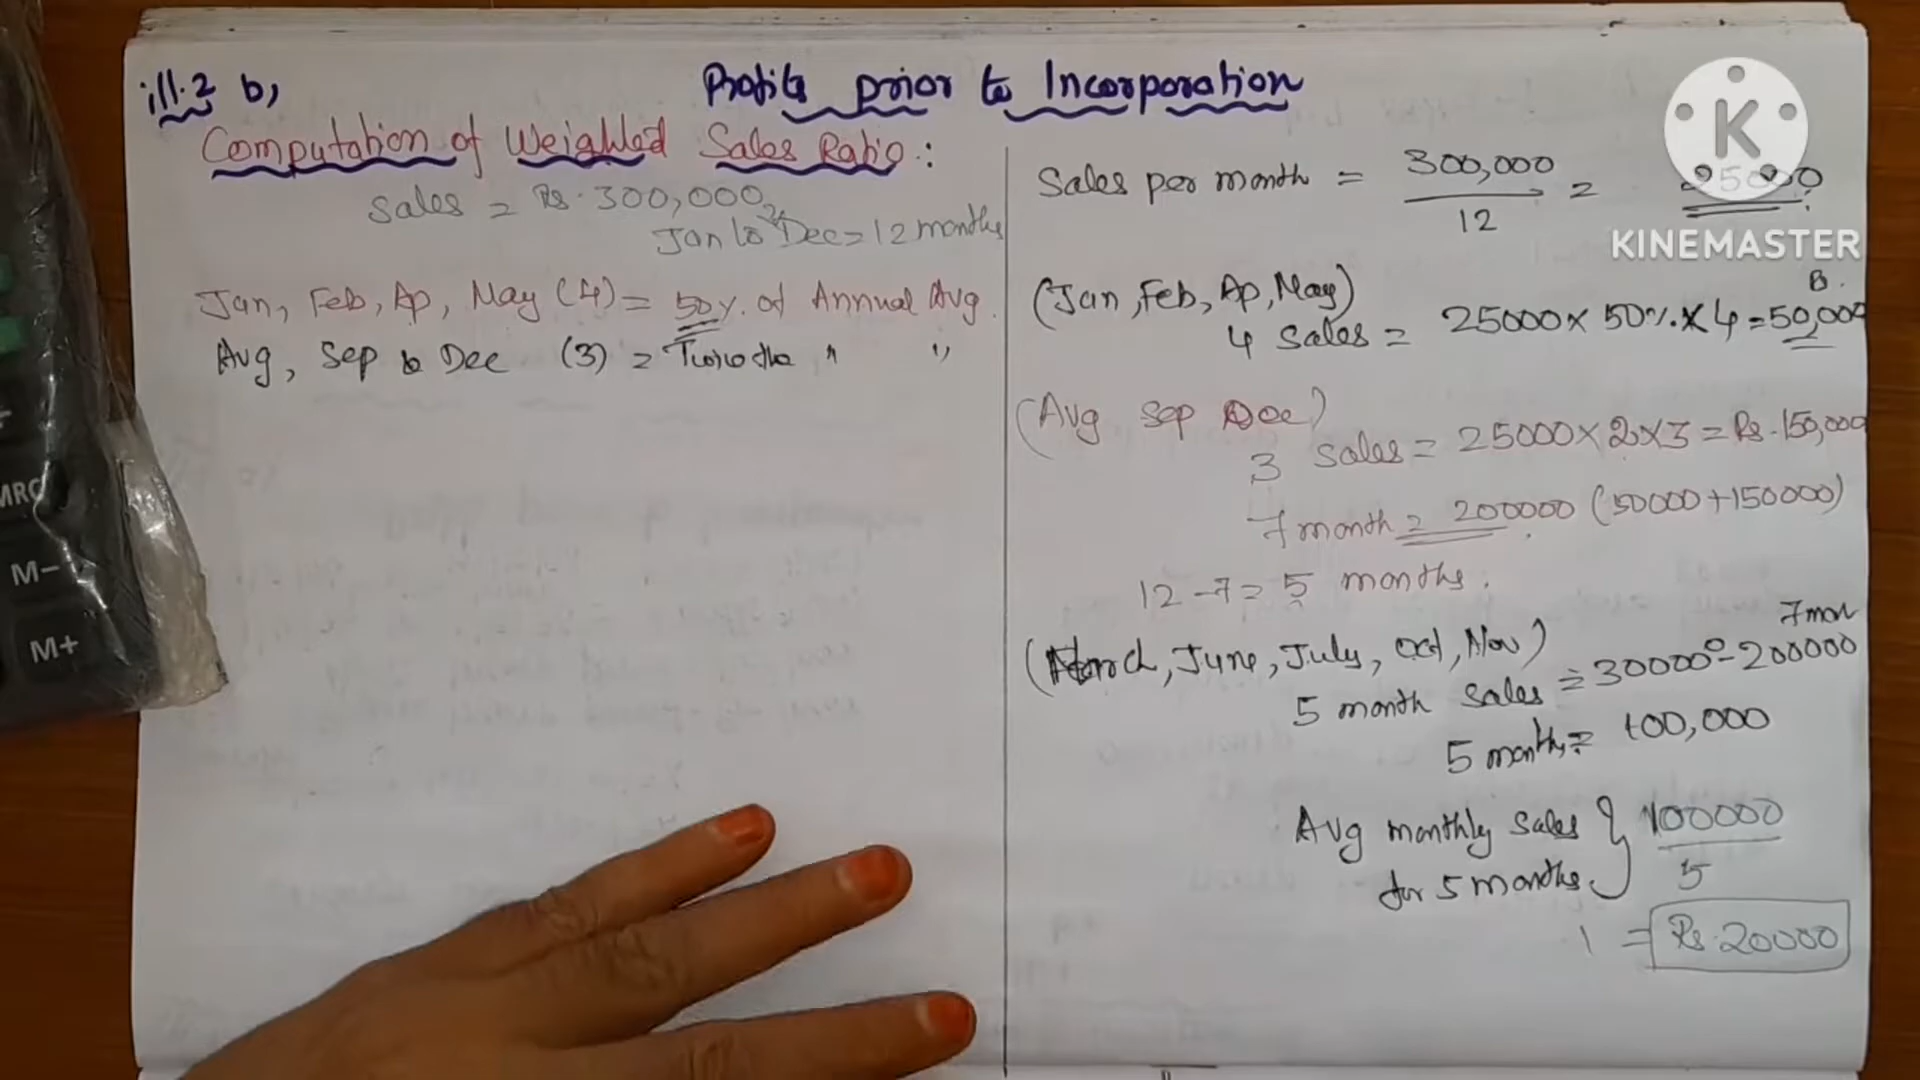 ill.2 b,
Profits prior to Incorporation
Computation of Weighted Sales Ratio :
Sales = Rs. 300,000
Jan to Dec = 12 months
Jan, Feb, Ap, May (4) = 50%. of Annual Avg.
Aug, Sep & Dec (3) = Twice the " "
Sales per month = 300,000 =
12
25000
K
KINEMASTER
(Jan, Feb, Ap, May)
4 Sales = 25000 x 50%. x 4 = 50,000
(Aug Sep Dec)
3 Sales = 25000 x 2 x 3 = Rs. 150,000
7 month = 200000 (50000+150000)
12 - 7 = 5 months.
(March, June, July, Oct, Nov)
7 mon
5 month Sales = 300000 - 200000
5 months = 100,000
Avg monthly Sales } 100000
for 5 months. 5
= Rs. 20000
MRC
M-
M+